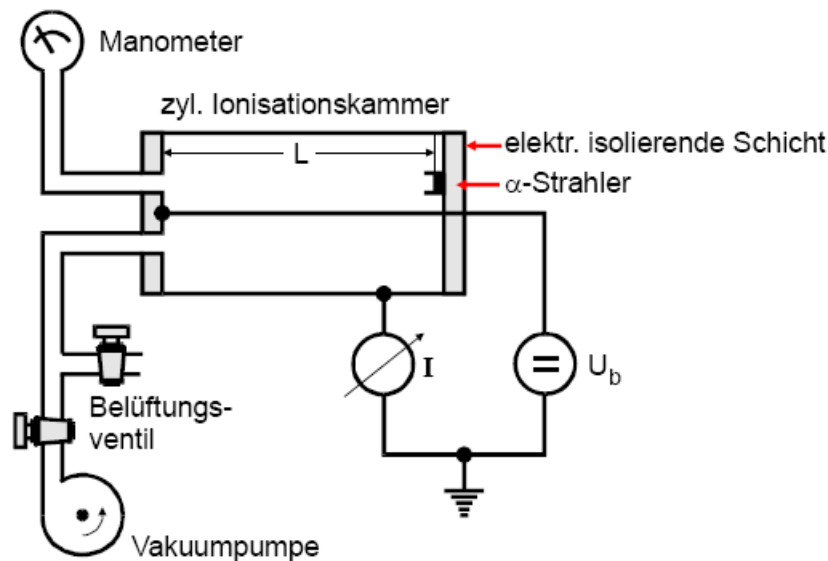 Manometer
zyl. Ionisationskammer
L
elektr. isolierende Schicht
α-Strahler
I
=
U_b
Belüftungs-
ventil
Vakuumpumpe